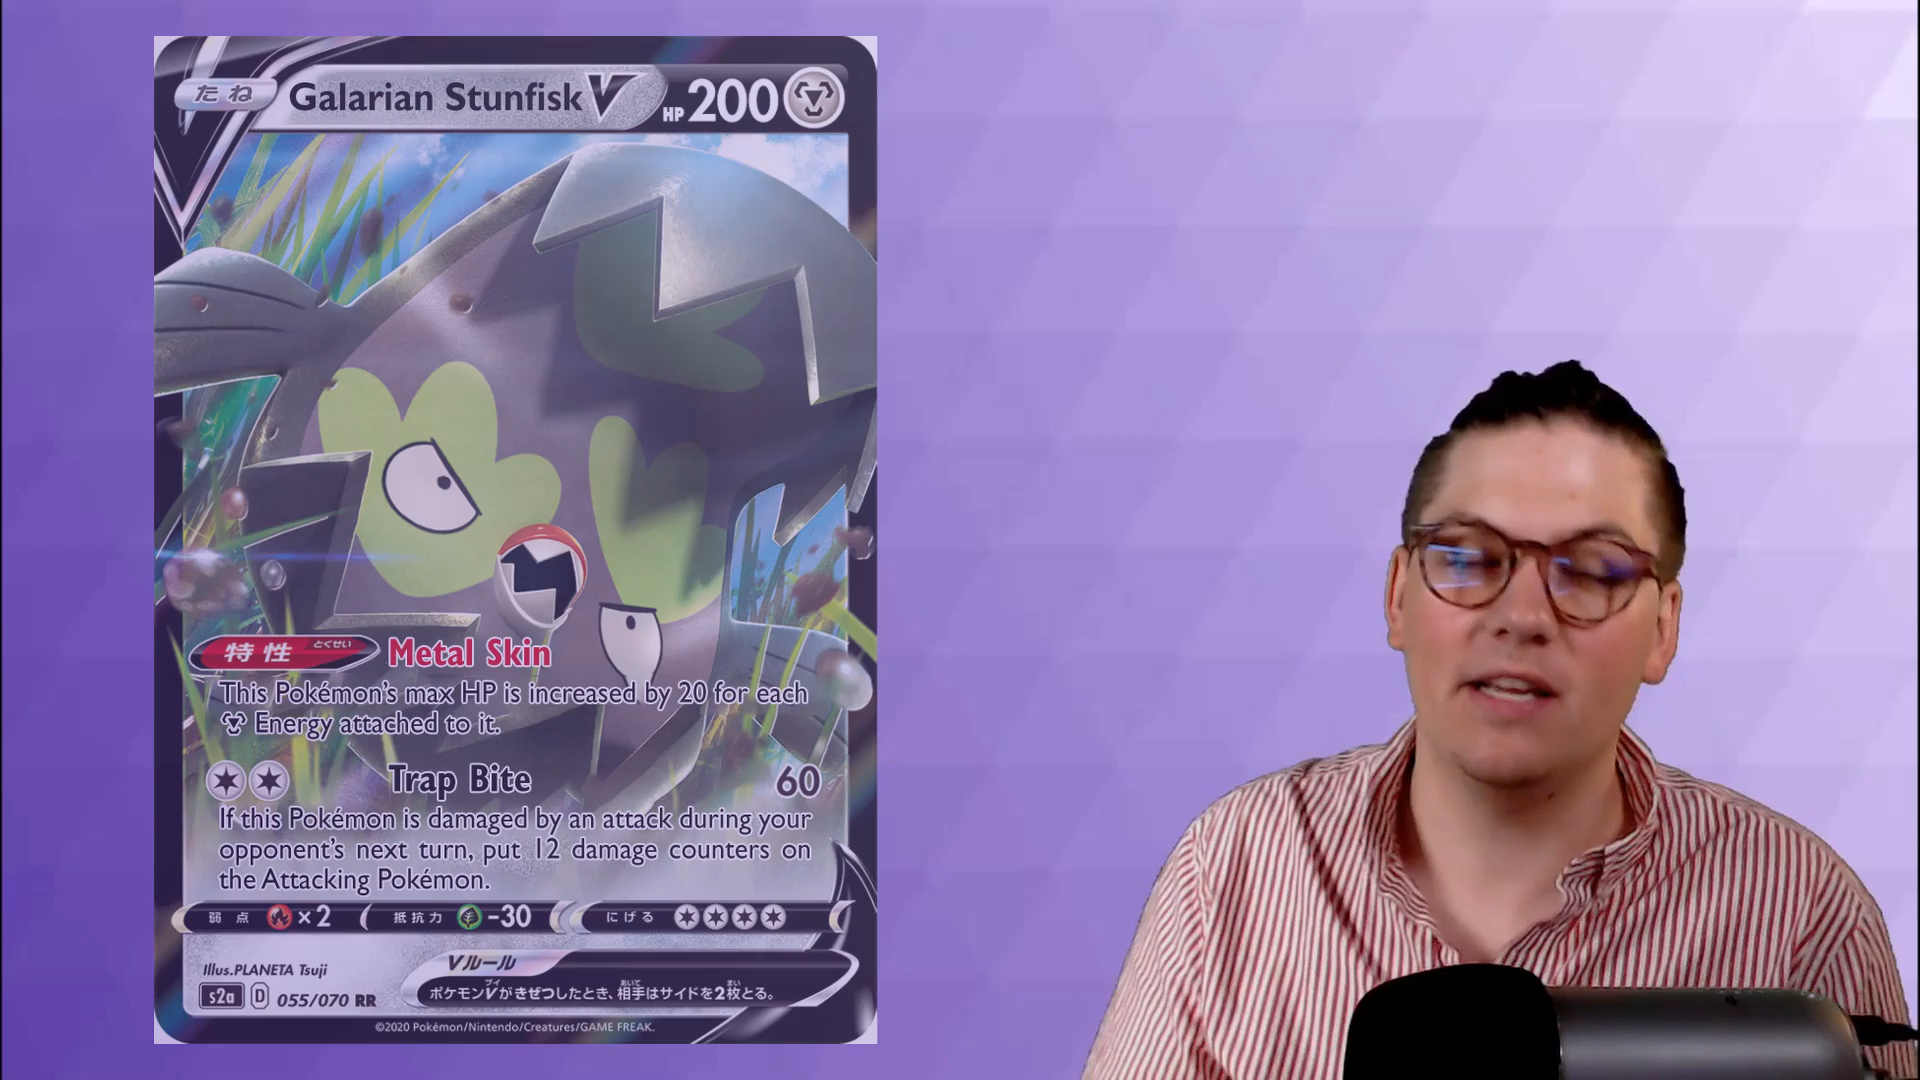 たね Galarian Stunfisk V HP 200
特性 とくせい Metal Skin
This Pokémon's max HP is increased by 20 for each
Energy attached to it.
Trap Bite 60
If this Pokémon is damaged by an attack during your
opponent's next turn, put 12 damage counters on
the Attacking Pokémon.
弱点 ×2 抵抗力 -30 にげる
Illus.PLANETA Tsuji
Vルール
s2a D 055/070 RR
ポケモンVがきぜつしたとき、相手はサイドを2枚とる。
©2020 Pokémon/Nintendo/Creatures/GAME FREAK.